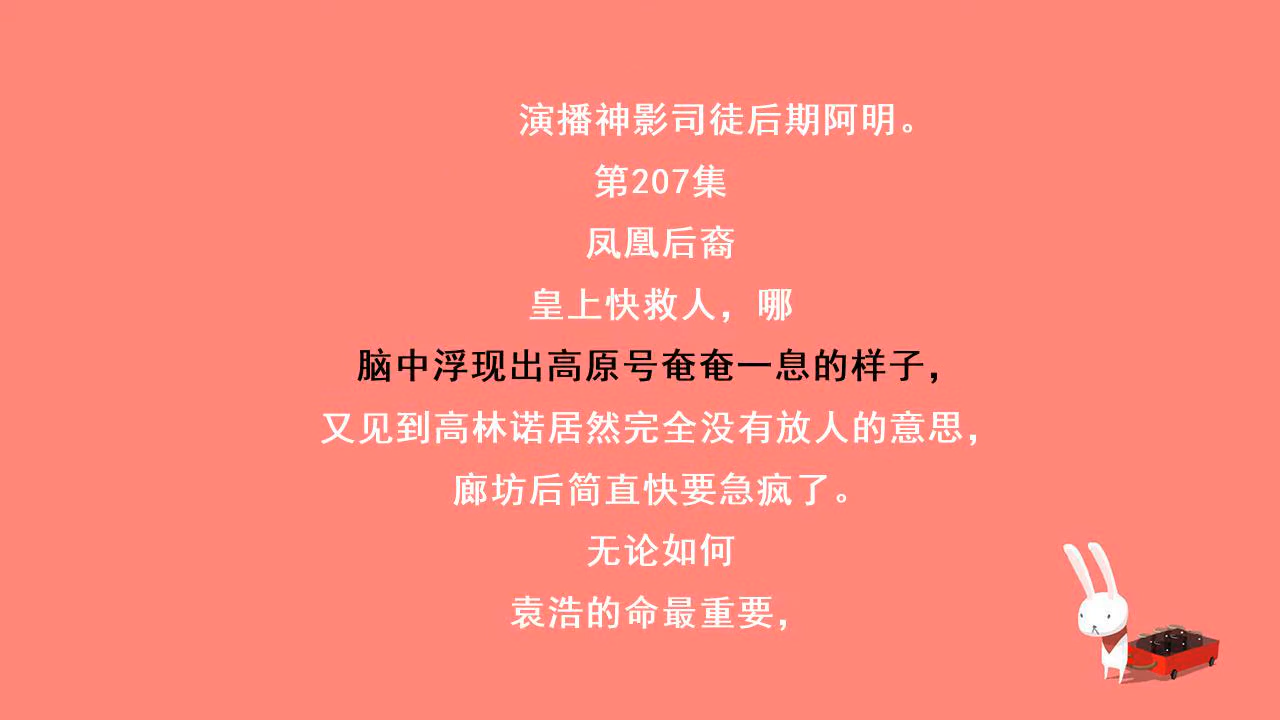 演播神影司徒后期阿明。
第207集
凤凰后裔
皇上快救人，哪
脑中浮现出高原号奄奄一息的样子，
又见到高林诺居然完全没有放人的意思，
廊坊后简直快要急疯了。
无论如何
袁浩的命最重要，